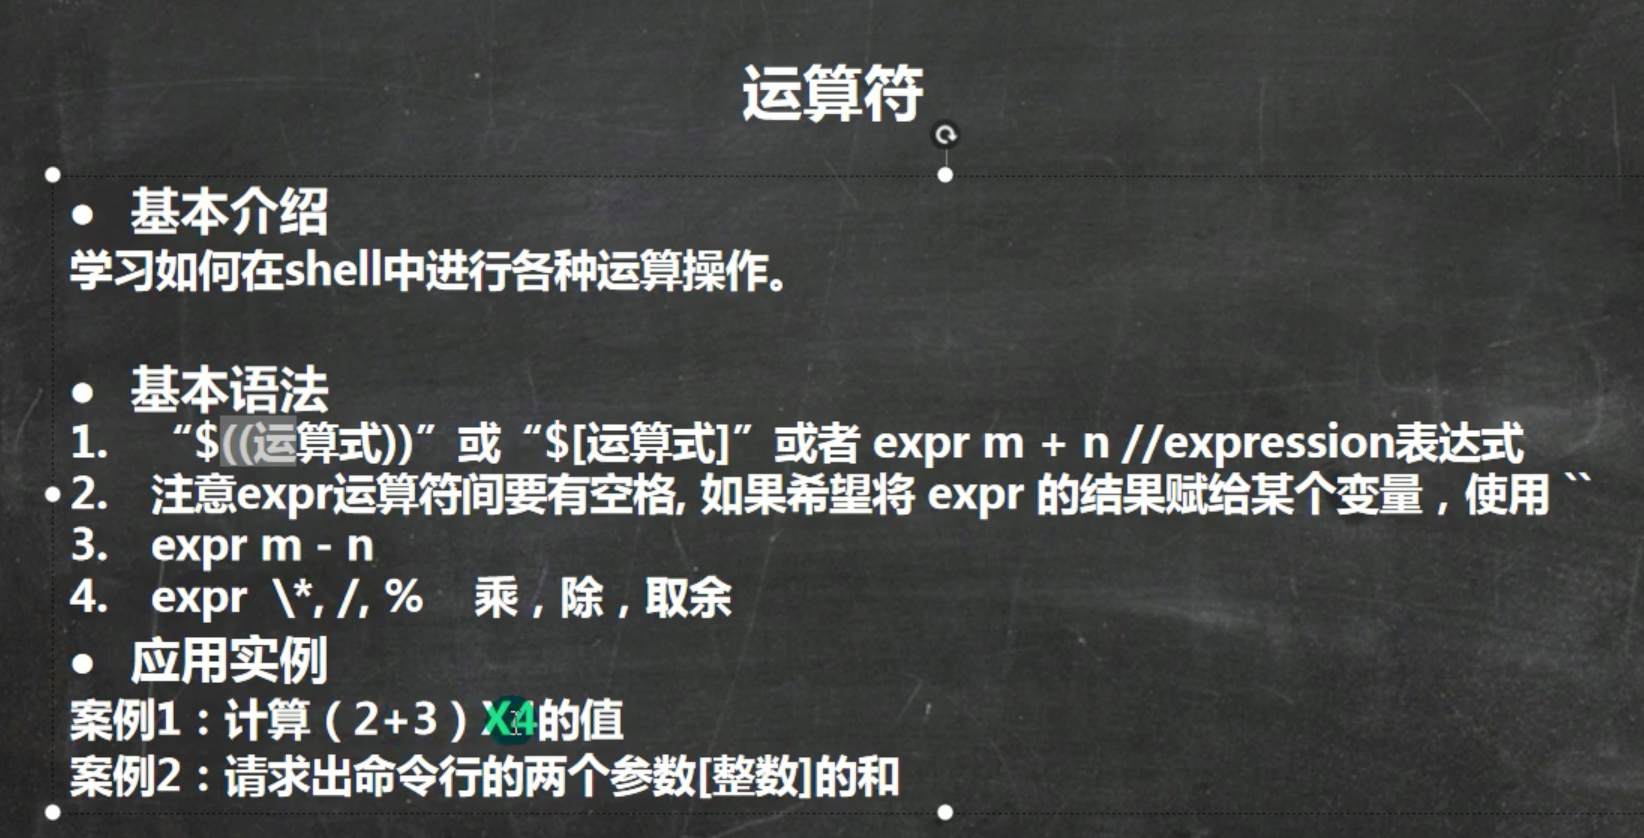 运算符
● 基本介绍
学习如何在shell中进行各种运算操作。
● 基本语法
1. “$((运算式))”或“$[运算式]”或者 expr m + n //expression表达式
2. 注意expr运算符间要有空格, 如果希望将 expr 的结果赋给某个变量，使用 ``
3. expr m - n
4. expr \*, /, % 乘，除，取余
● 应用实例
案例1：计算（2+3）X4的值
案例2：请求出命令行的两个参数[整数]的和